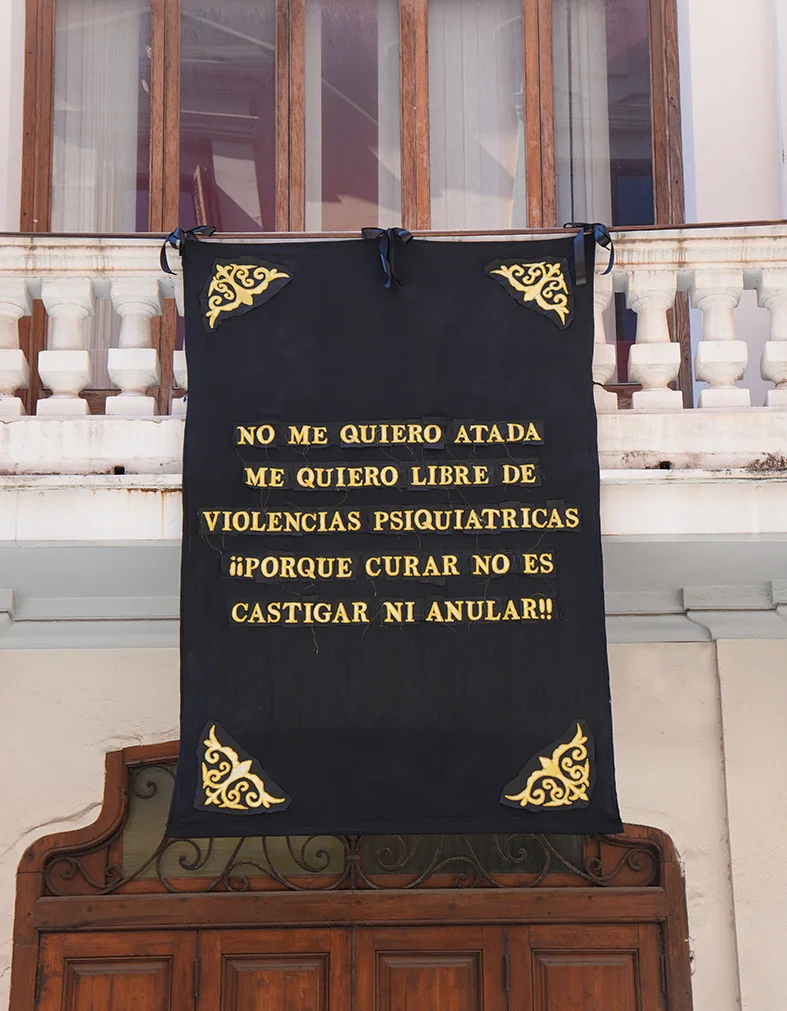 NO ME QUIERO ATADA
ME QUIERO LIBRE DE
VIOLENCIAS PSIQUIATRICAS
¡¡PORQUE CURAR NO ES
CASTIGAR NI ANULAR!!